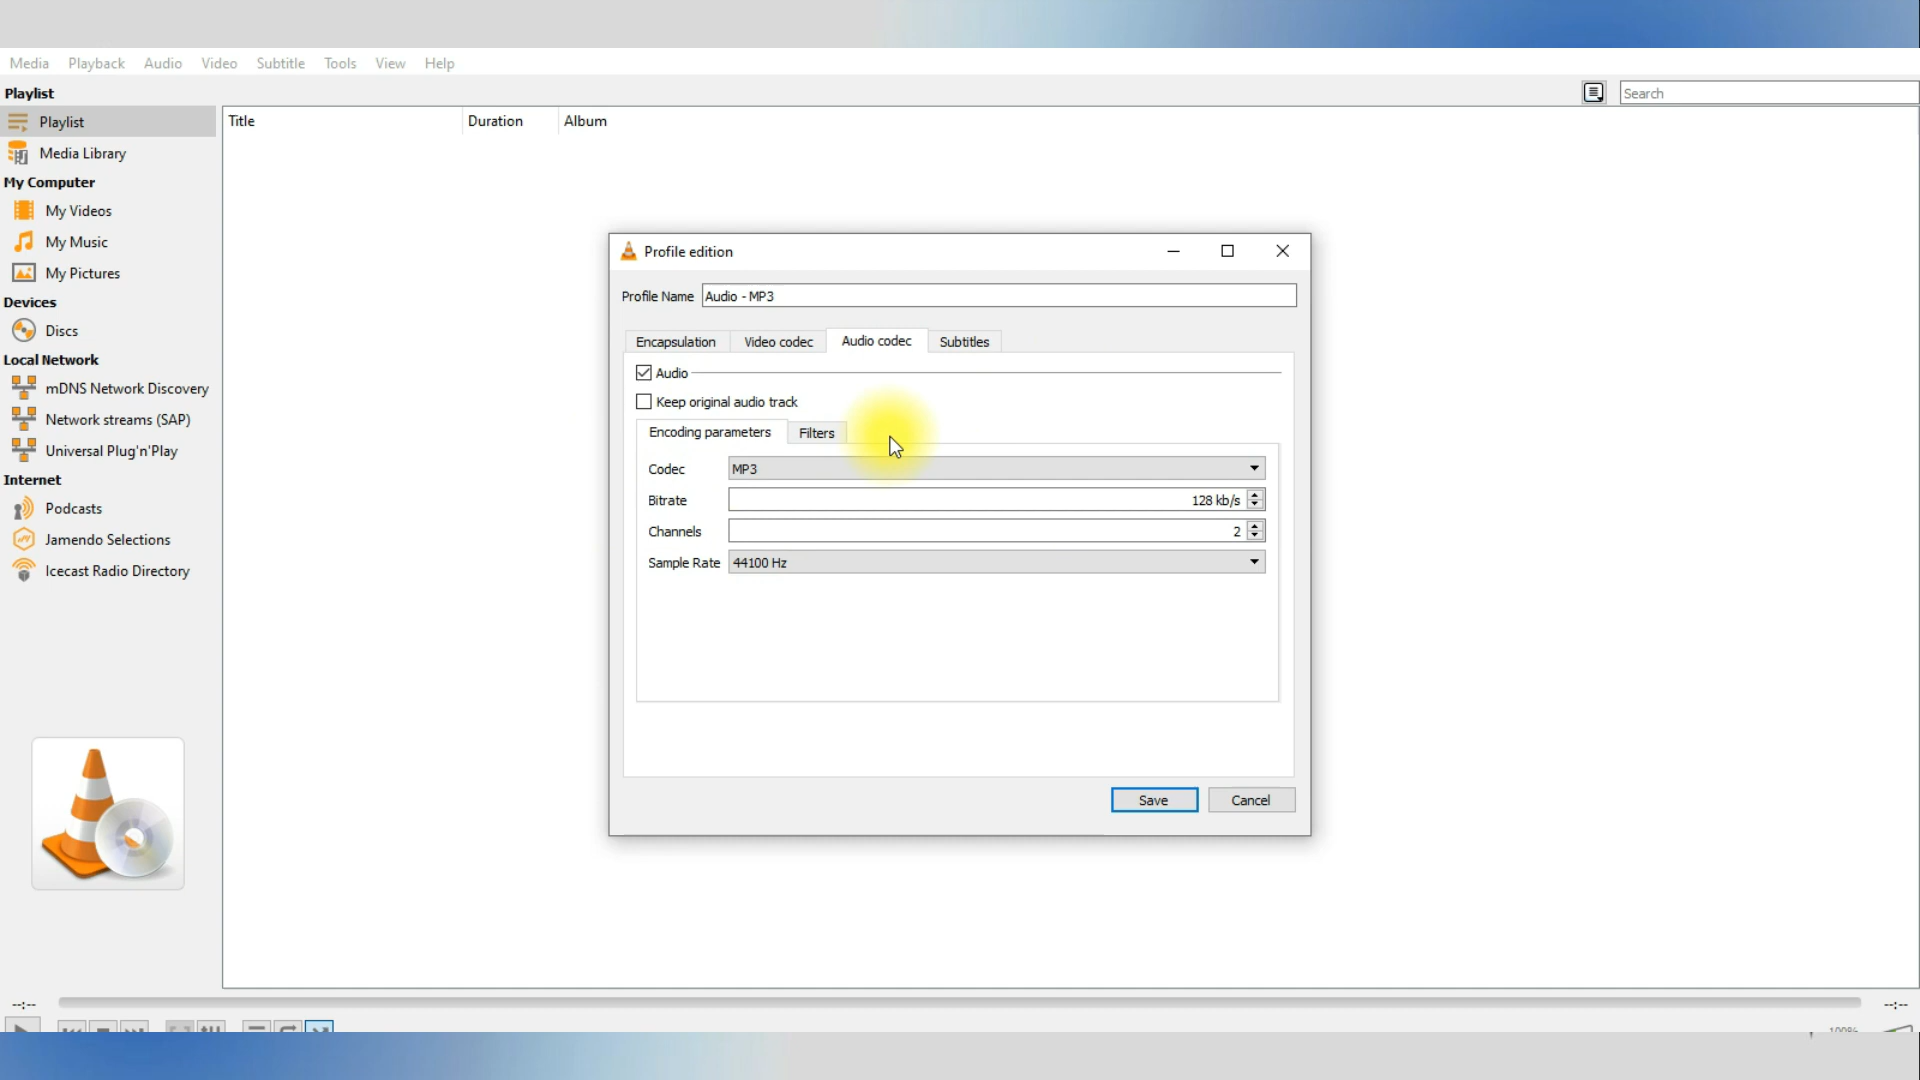 Media Playback Audio Video Subtitle Tools View Help
Playlist
Search
Playlist
Title Duration Album
Media Library
My Computer
My Videos
My Music
My Pictures
Devices
Discs
Local Network
mDNS Network Discovery
Network streams (SAP)
Universal Plug'n'Play
Internet
Podcasts
Jamendo Selections
Icecast Radio Directory
Profile edition
Profile Name Audio - MP3
Encapsulation Video codec Audio codec Subtitles
Audio
Keep original audio track
Encoding parameters Filters
Codec MP3
Bitrate 128 kb/s
Channels 2
Sample Rate 44100 Hz
Save Cancel
--:-- --:--
100%